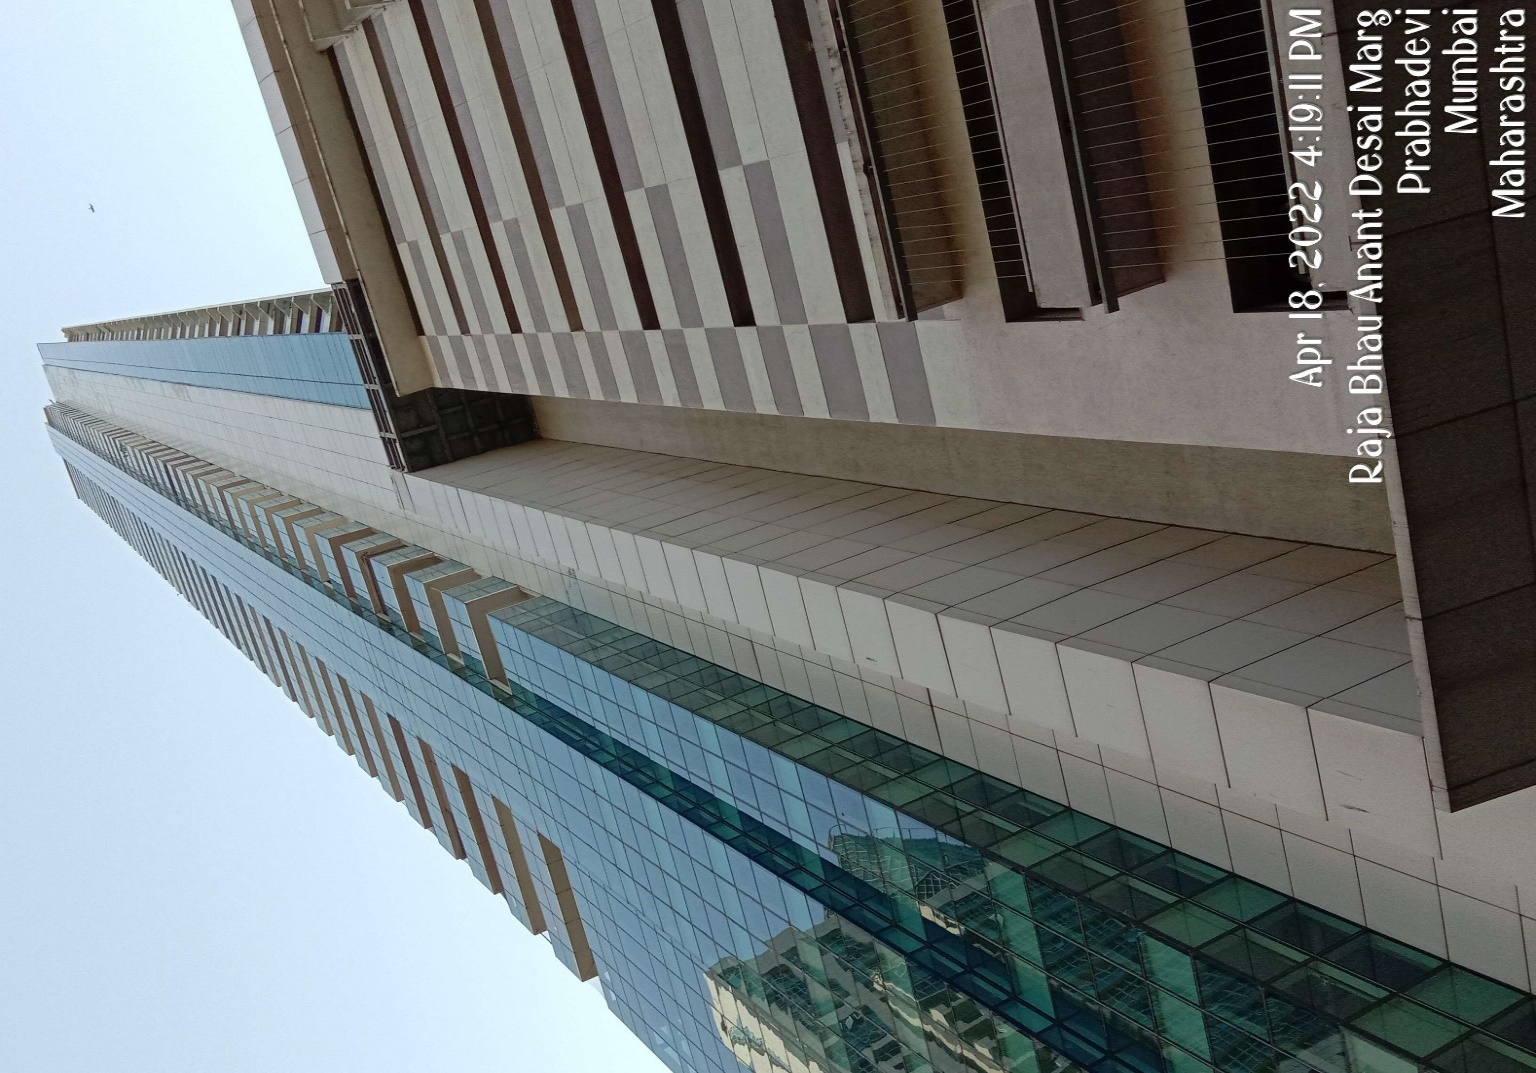 Apr 18, 2022 4:19:11 PM
Raja Bhau Anant Desai Marg
Prabhadevi
Mumbai
Maharashtra